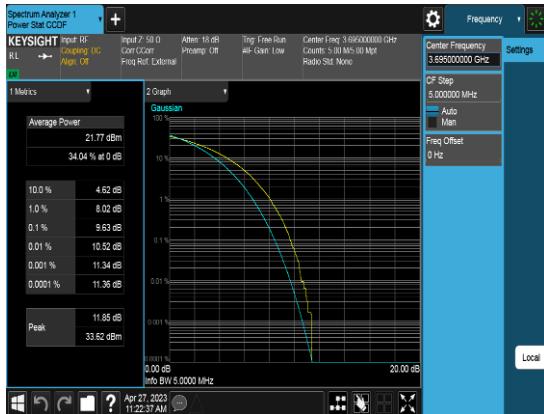 Spectrum Analyzer 1
Power Stat CCDF
+
Frequency
KEYSIGHT
RL
Input: RF
Coupling: DC
Align: Off
Input Z: 50 Ω
Corr CCorr
Freq Ref: External
Atten: 18 dB
Preamp: Off
Trig: Free Run
#IF Gain: Low
Center Freq: 3.695000000 GHz
Counts: 5.00 M/5.00 Mpt
Radio Std: None
Center Frequency
3.695000000 GHz
Settings
CF Step
5.000000 MHz
Auto
Man
Freq Offset
0 Hz
1 Metrics
2 Graph
Gaussian
Average Power
21.77 dBm
34.04 % at 0 dB
10.0 % 4.62 dB
1.0 % 8.02 dB
0.1 % 9.63 dB
0.01 % 10.52 dB
0.001 % 11.34 dB
0.0001 % 11.36 dB
Peak
11.85 dB
33.62 dBm
100 %
10 %
1 %
0.1 %
0.01 %
0.001 %
0.0001 %
0.00 dB
20.00 dB
Info BW 5.0000 MHz
Local
?
Apr 27, 2023
11:22:37 AM